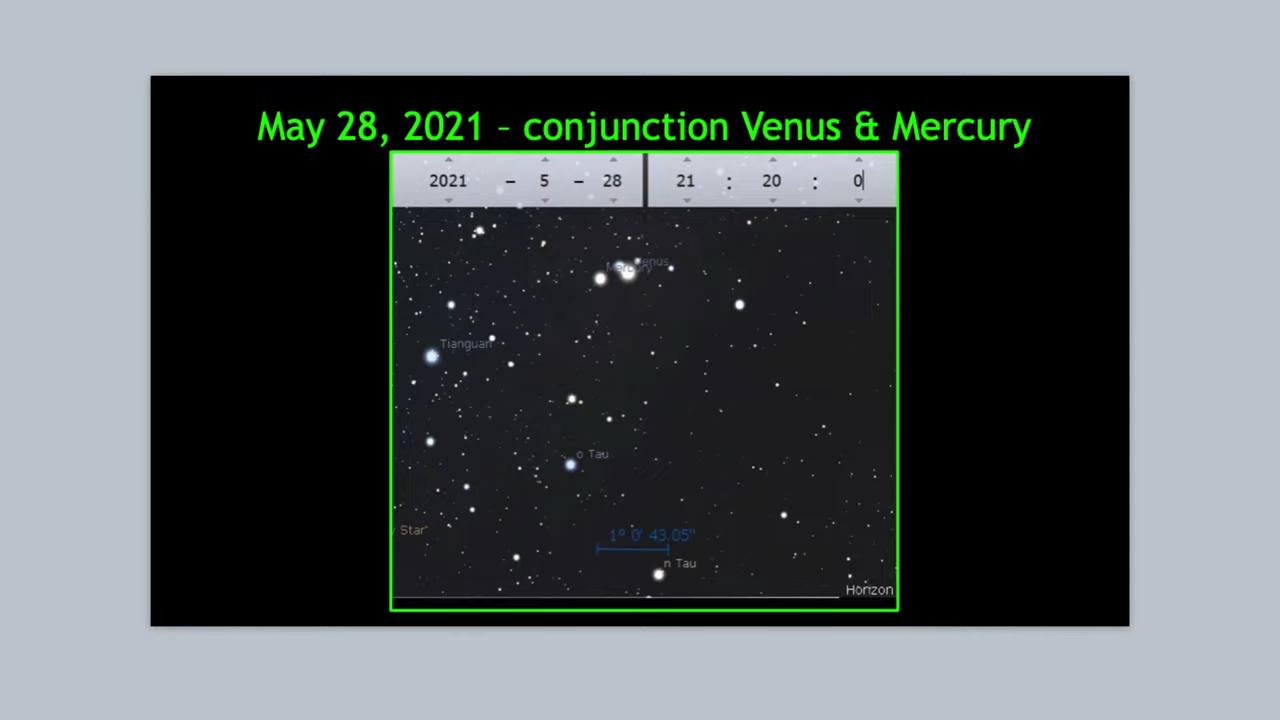 May 28, 2021 – conjunction Venus & Mercury
2021 – 5 – 28 21 : 20 : 0
Venus
Mercury
Tianguan
o Tau
Star
1° 0' 43.05"
n Tau
Horizon